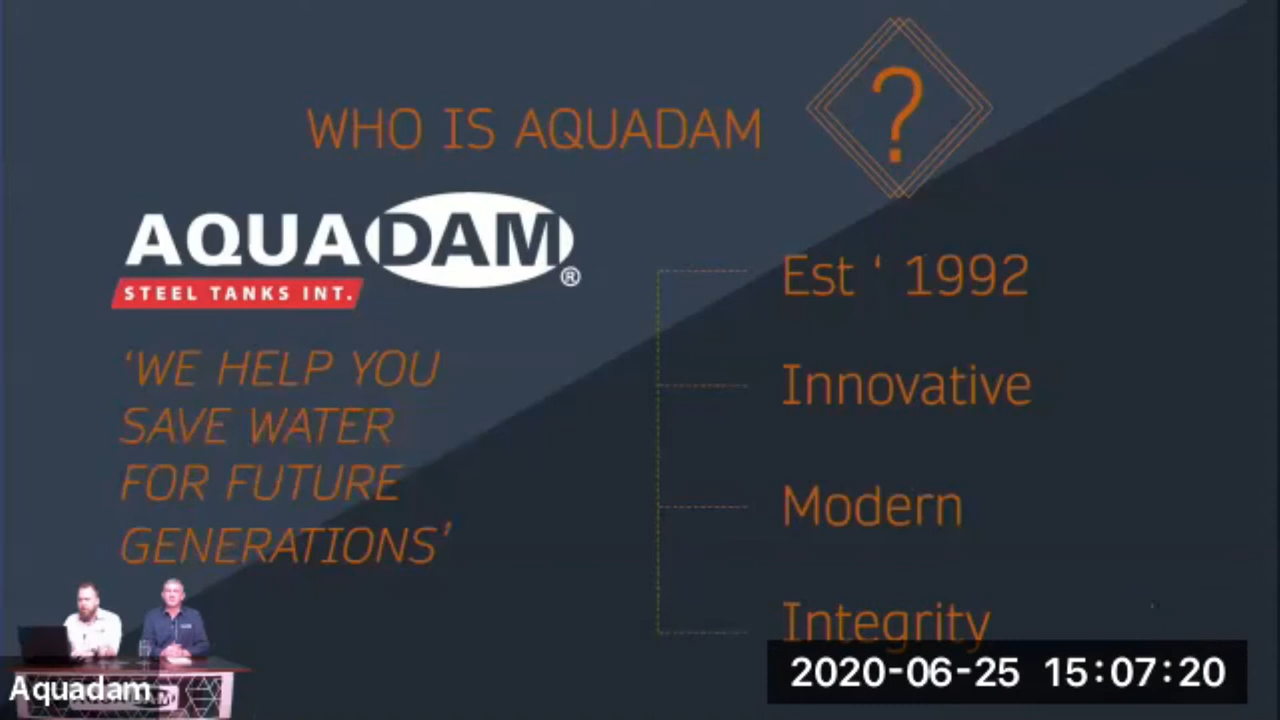 WHO IS AQUADAM
?
AQUADAM®
STEEL TANKS INT.
Est ‘ 1992
Innovative
Modern
Integrity
‘WE HELP YOU
SAVE WATER
FOR FUTURE
GENERATIONS’
Aquadam
2020-06-25 15:07:20